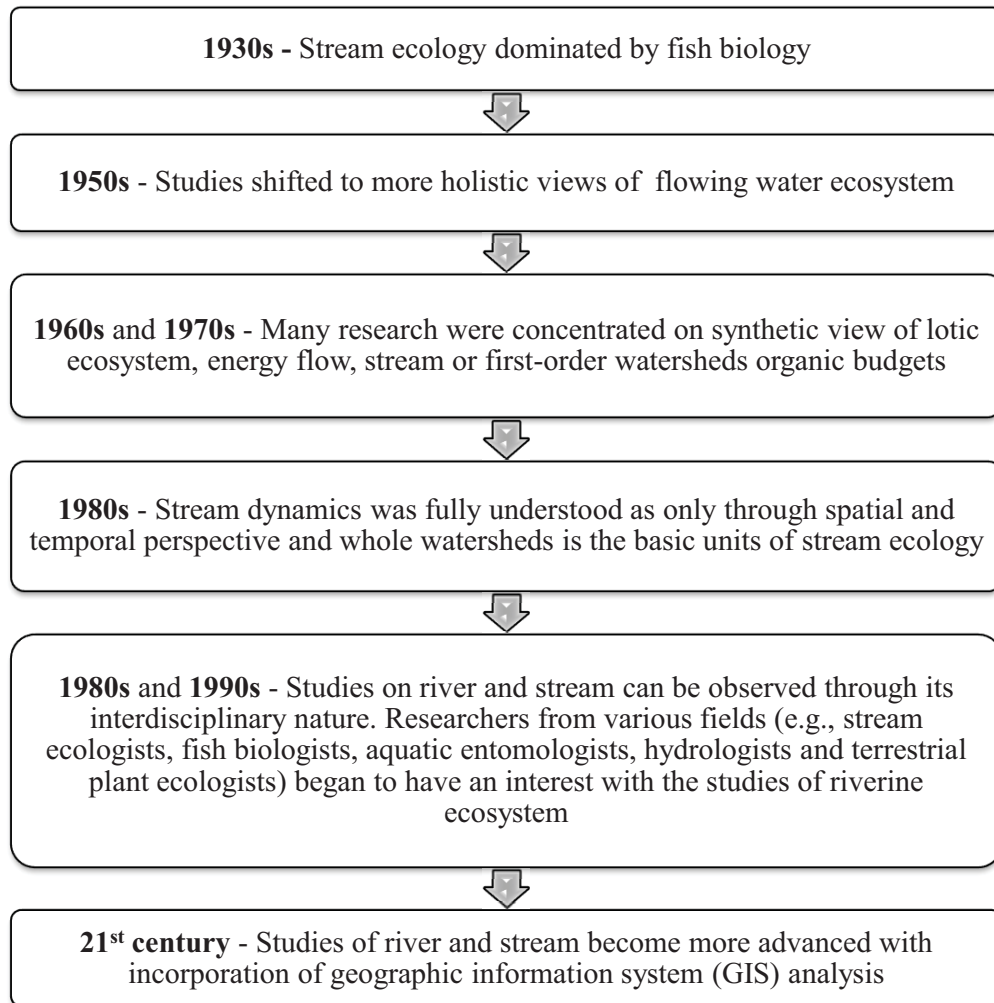 1930s - Stream ecology dominated by fish biology
1950s - Studies shifted to more holistic views of flowing water ecosystem
1960s and 1970s - Many research were concentrated on synthetic view of lotic
ecosystem, energy flow, stream or first-order watersheds organic budgets
1980s - Stream dynamics was fully understood as only through spatial and
temporal perspective and whole watersheds is the basic units of stream ecology
1980s and 1990s - Studies on river and stream can be observed through its
interdisciplinary nature. Researchers from various fields (e.g., stream
ecologists, fish biologists, aquatic entomologists, hydrologists and terrestrial
plant ecologists) began to have an interest with the studies of riverine
ecosystem
21st century - Studies of river and stream become more advanced with
incorporation of geographic information system (GIS) analysis